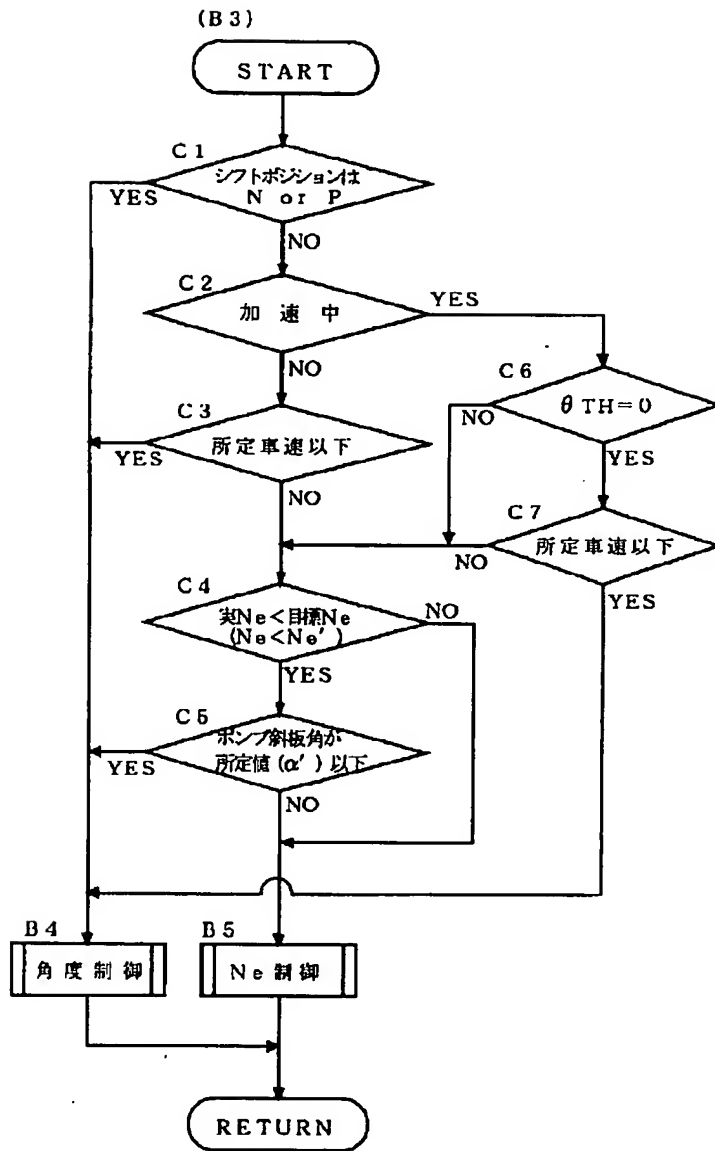 (B3)
START
C1
シフトポジションは
N or P
YES
NO
C2
加速中
YES
NO
C6
θTH=0
NO
YES
C3
所定車速以下
YES
NO
C7
所定車速以下
NO
YES
C4
実Ne<目標Ne
(Ne<Ne')
NO
YES
C5
ポンプ斜板角が
所定値(α')以下
YES
NO
B4
角度制御
B5
Ne制御
RETURN